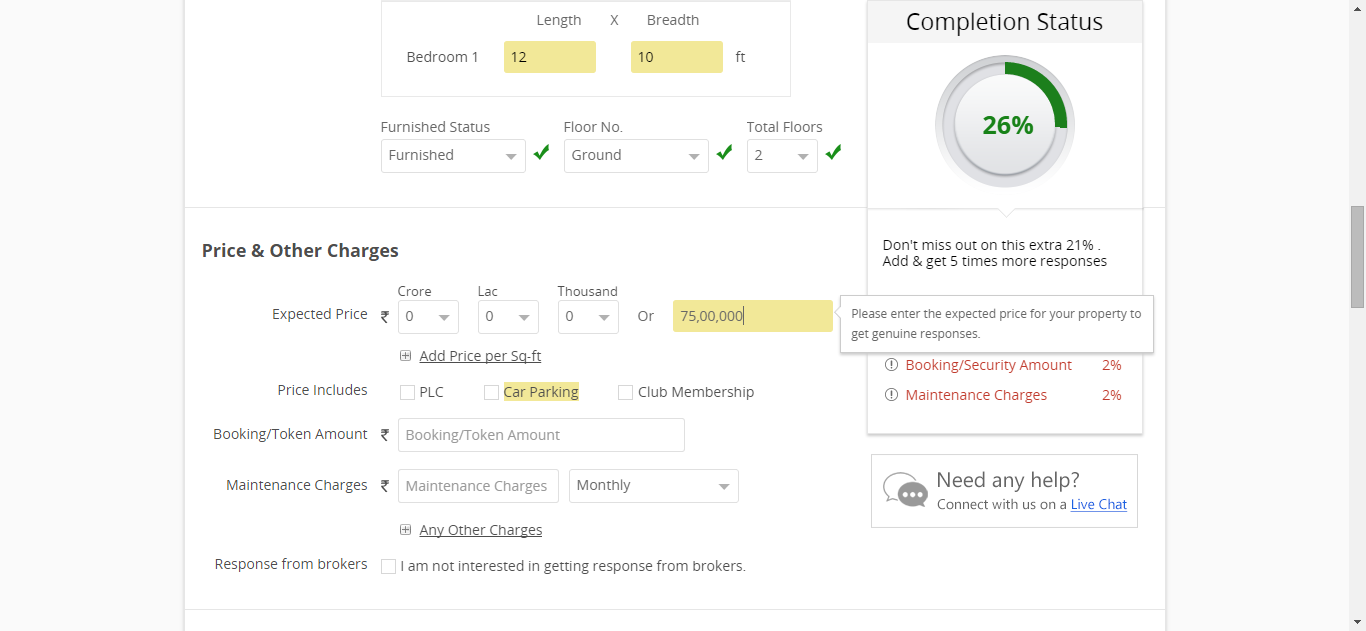 Length X Breadth
Bedroom 1 12 10 ft
Furnished Status Floor No. Total Floors
Furnished Ground 2
Price & Other Charges
Crore Lac Thousand
Expected Price ₹ 0 0 0 Or 75,00,000
Add Price per Sq-ft
Price Includes PLC Car Parking Club Membership
Booking/Token Amount ₹ Booking/Token Amount
Maintenance Charges ₹ Maintenance Charges Monthly
Any Other Charges
Response from brokers I am not interested in getting response from brokers.
Completion Status
26%
Don't miss out on this extra 21% .
Add & get 5 times more responses
Please enter the expected price for your property to
get genuine responses.
Booking/Security Amount 2%
Maintenance Charges 2%
Need any help?
Connect with us on a Live Chat